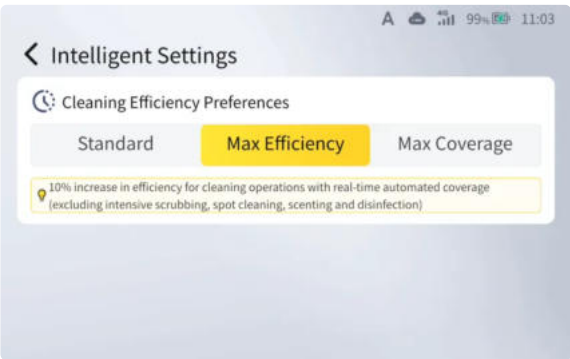 A 4G 99% 11:03
Intelligent Settings
Cleaning Efficiency Preferences
Standard Max Efficiency Max Coverage
10% increase in efficiency for cleaning operations with real-time automated coverage
(excluding intensive scrubbing, spot cleaning, scenting and disinfection)